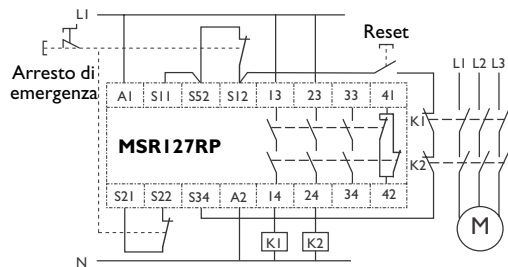 L1
Reset
Arresto di
emergenza
L1 L2 L3
A1 S11 S52 S12 13 23 33 41
K1
MSR127RP
K2
S21 S22 S34 A2 14 24 34 42
M
K1 K2
N